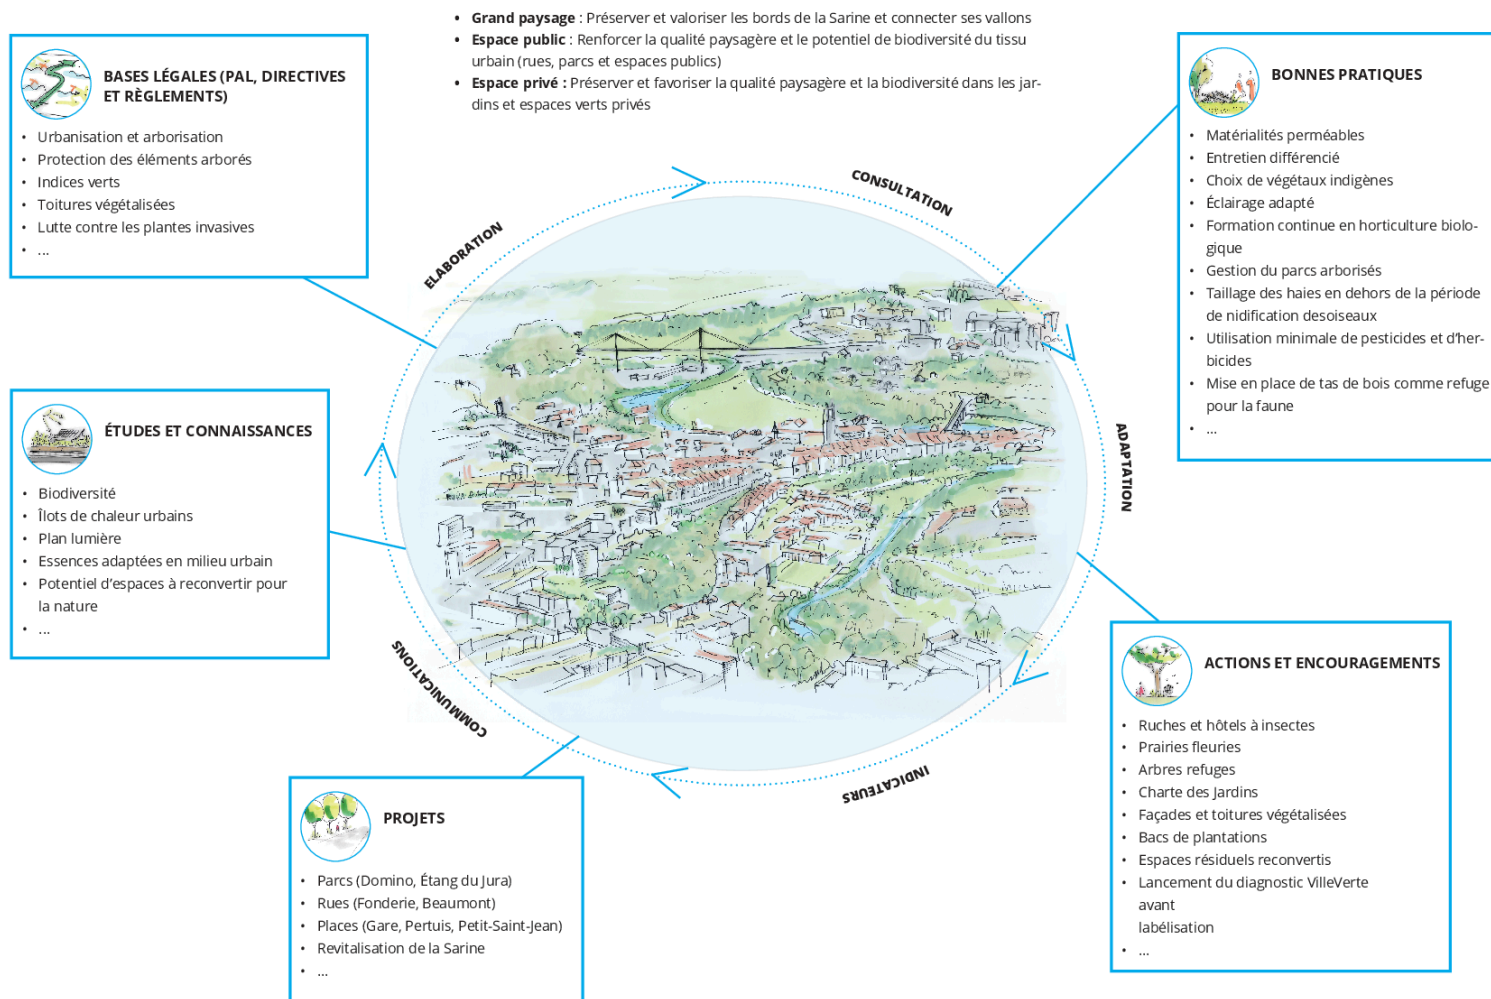 • Grand paysage : Préserver et valoriser les bords de la Sarine et connecter ses vallons
• Espace public : Renforcer la qualité paysagère et le potentiel de biodiversité du tissu
urbain (rues, parcs et espaces publics)
• Espace privé : Préserver et favoriser la qualité paysagère et la biodiversité dans les jar-
dins et espaces verts privés
BASES LÉGALES (PAL, DIRECTIVES
ET RÈGLEMENTS)
• Urbanisation et arborisation
• Protection des éléments arborés
• Indices verts
• Toitures végétalisées
• Lutte contre les plantes invasives
• ...
BONNES PRATIQUES
• Matérialités perméables
• Entretien différencié
• Choix de végétaux indigènes
• Éclairage adapté
• Formation continue en horticulture biolo-
gique
• Gestion du parcs arborisés
• Taillage des haies en dehors de la période
de nidification desoiseaux
• Utilisation minimale de pesticides et d'her-
bicides
• Mise en place de tas de bois comme refuge
pour la faune
• ...
ELABORATION
CONSULTATION
ADAPTATION
INDICATEURS
COMMUNICATIONS
ÉTUDES ET CONNAISSANCES
• Biodiversité
• Îlots de chaleur urbains
• Plan lumière
• Essences adaptées en milieu urbain
• Potentiel d'espaces à reconvertir pour
la nature
• ...
ACTIONS ET ENCOURAGEMENTS
• Ruches et hôtels à insectes
• Prairies fleuries
• Arbres refuges
• Charte des Jardins
• Façades et toitures végétalisées
• Bacs de plantations
• Espaces résiduels reconvertis
• Lancement du diagnostic VilleVerte
avant
labélisation
• ...
PROJETS
• Parcs (Domino, Étang du Jura)
• Rues (Fonderie, Beaumont)
• Places (Gare, Pertuis, Petit-Saint-Jean)
• Revitalisation de la Sarine
• ...